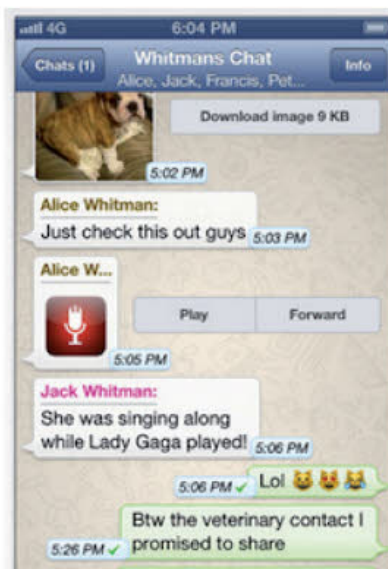 4G 6:04 PM
Chats (1) Whitmans Chat Info
Alice, Jack, Francis, Pet...
Download image 9 KB
5:02 PM
Alice Whitman:
Just check this out guys 5:03 PM
Alice W...
Play Forward
5:05 PM
Jack Whitman:
She was singing along
while Lady Gaga played! 5:06 PM
5:06 PM Lol 😺 😻 😹
Btw the veterinary contact I
5:26 PM promised to share